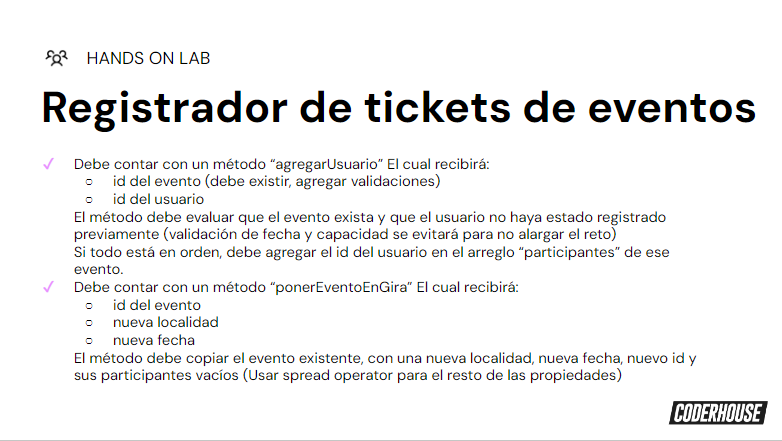 HANDS ON LAB
Registrador de tickets de eventos
✓ Debe contar con un método “agregarUsuario” El cual recibirá:
○ id del evento (debe existir, agregar validaciones)
○ id del usuario
El método debe evaluar que el evento exista y que el usuario no haya estado registrado
previamente (validación de fecha y capacidad se evitará para no alargar el reto)
Si todo está en orden, debe agregar el id del usuario en el arreglo “participantes” de ese
evento.
✓ Debe contar con un método “ponerEventoEnGira” El cual recibirá:
○ id del evento
○ nueva localidad
○ nueva fecha
El método debe copiar el evento existente, con una nueva localidad, nueva fecha, nuevo id y
sus participantes vacíos (Usar spread operator para el resto de las propiedades)
CODERHOUSE